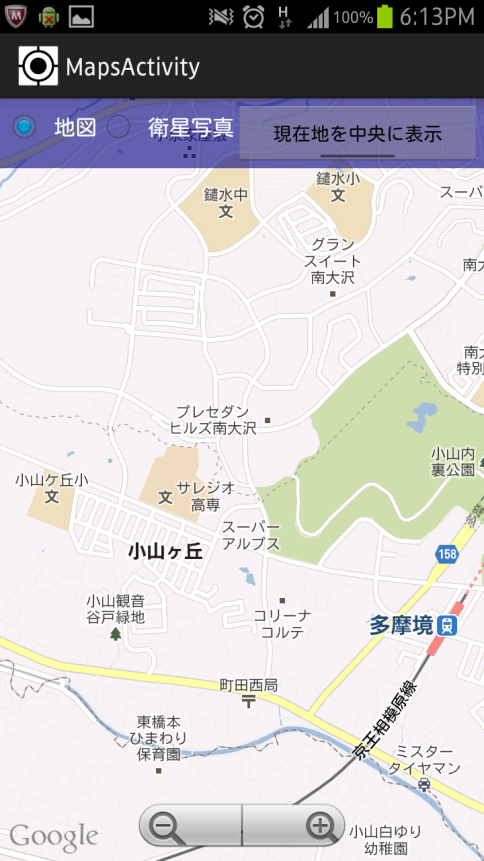 H
100%
6:13PM
MapsActivity
地図
衛星写真
現在地を中央に表示
鑓水中
文
鑓水小
文
スーパ
グラン
スイート
南大沢
南大
南大
特別
プレセダン
ヒルズ南大沢
小山内
裏公園
小山ケ丘小
文
文
サレジオ
高専
スーパー
アルプス
多摩
小山ヶ丘
158
小山観音
谷戸緑地
コリーナ
コルテ
多摩境
町田西局
京王相模原線
東橋本
ひまわり
保育園
ミスター
タイヤマン
小山白ゆり
幼稚園
Google